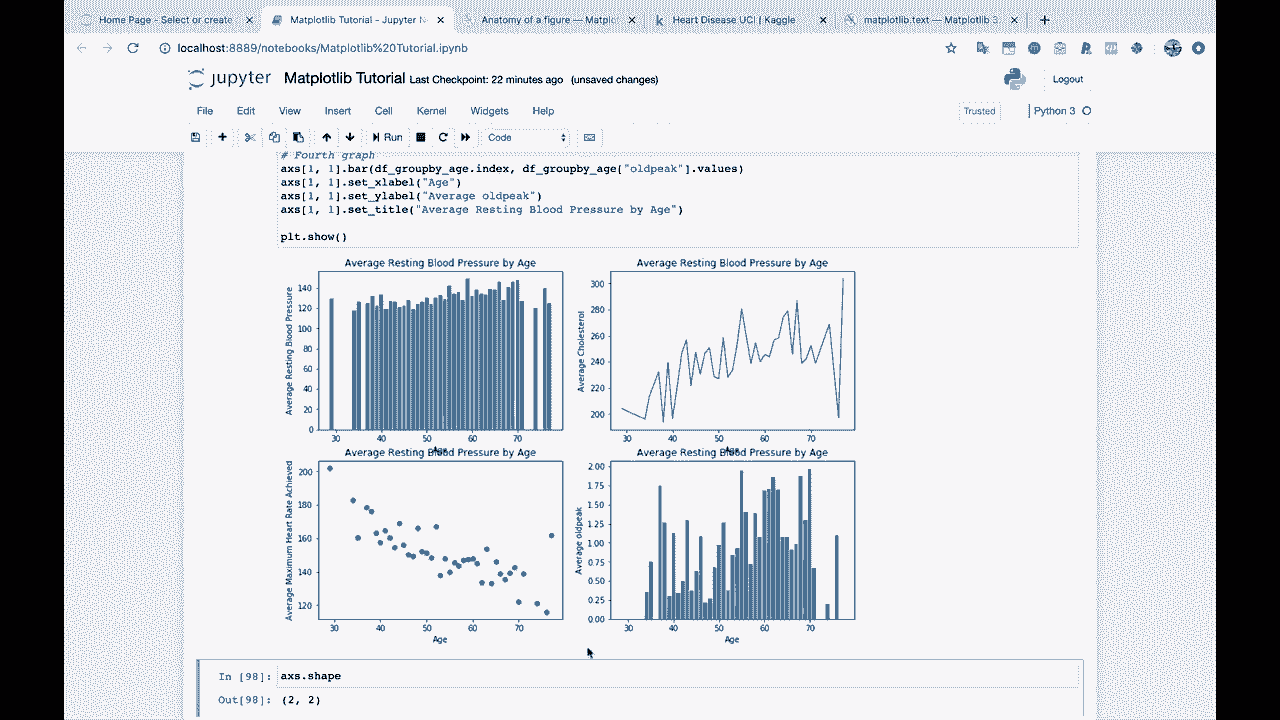 Home Page - Select or create
Matplotlib Tutorial - Jupyter N
Anatomy of a figure — Matplo
Heart Disease UCI | Kaggle
matplotlib.text — Matplotlib 3
localhost:8889/notebooks/Matplotlib%20Tutorial.ipynb
jupyter Matplotlib Tutorial Last Checkpoint: 22 minutes ago (unsaved changes)
Logout
File Edit View Insert Cell Kernel Widgets Help
Trusted
Python 3
Run
Code
# Fourth graph
axs[1, 1].bar(df_groupby_age.index, df_groupby_age["oldpeak"].values)
axs[1, 1].set_xlabel("Age")
axs[1, 1].set_ylabel("Average oldpeak")
axs[1, 1].set_title("Average Resting Blood Pressure by Age")
plt.show()
Average Resting Blood Pressure by Age
Average Resting Blood Pressure
140
120
100
80
60
40
20
0
30 40 50 60 70
Average Resting Blood Pressure by Age
Average Cholesterol
300
280
260
240
220
200
30 40 50 60 70
Average Resting Blood Pressure by Age
Average Maximum Heart Rate Achieved
200
180
160
140
120
30 40 50 60 70
Age
Average Resting Blood Pressure by Age
Average oldpeak
2.00
1.75
1.50
1.25
1.00
0.75
0.50
0.25
0.00
30 40 50 60 70
Age
In [98]: axs.shape
Out[98]: (2, 2)